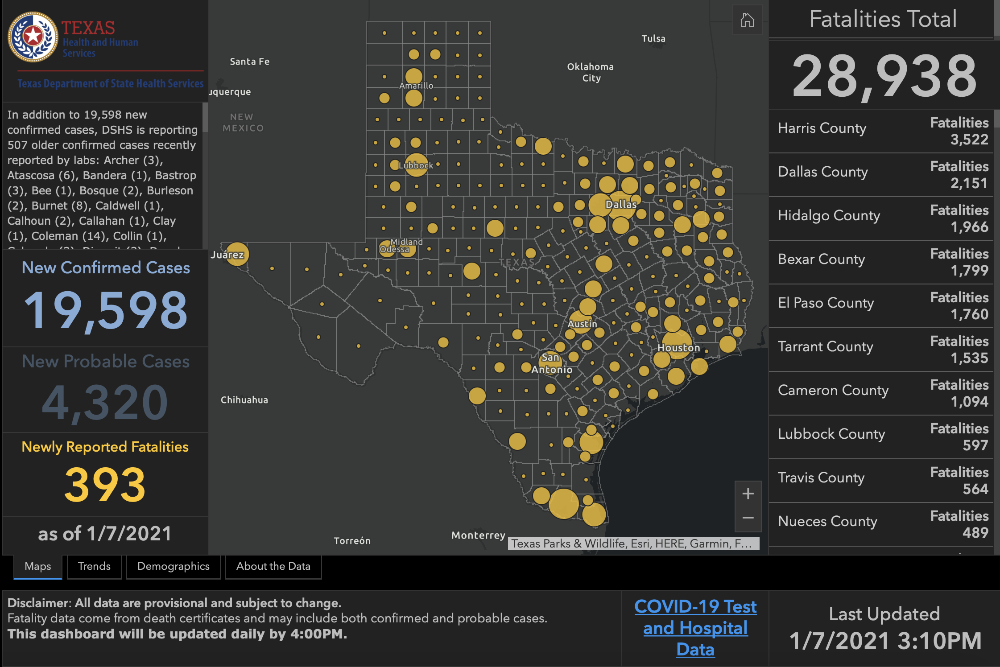 TEXAS
Health and Human
Services
Texas Department of State Health Services
In addition to 19,598 new
confirmed cases, DSHS is reporting
507 older confirmed cases recently
reported by labs: Archer (3),
Atascosa (6), Bandera (1), Bastrop
(3), Bee (1), Bosque (2), Burleson
(2), Burnet (8), Caldwell (1),
Calhoun (2), Callahan (1), Clay
(1), Coleman (14), Collin (1),
New Confirmed Cases
19,598
New Probable Cases
4,320
Newly Reported Fatalities
393
as of 1/7/2021
Tulsa
Santa Fe
Oklahoma
City
Amarillo
uquerque
NEW
MEXICO
Lubbock
Dallas
Midland
Odessa
Juárez
TEXAS
Austin
Houston
San
Antonio
Chihuahua
Monterrey
Torreón
+
−
Texas Parks & Wildlife, Esri, HERE, Garmin, F...
Fatalities Total
28,938
Harris County
Fatalities
3,522
Dallas County
Fatalities
2,151
Hidalgo County
Fatalities
1,966
Bexar County
Fatalities
1,799
El Paso County
Fatalities
1,760
Tarrant County
Fatalities
1,535
Cameron County
Fatalities
1,094
Lubbock County
Fatalities
597
Travis County
Fatalities
564
Nueces County
Fatalities
489
Maps
Trends
Demographics
About the Data
Disclaimer: All data are provisional and subject to change.
Fatality data come from death certificates and may include both confirmed and probable cases.
This dashboard will be updated daily by 4:00PM.
COVID-19 Test
and Hospital
Data
Last Updated
1/7/2021 3:10PM